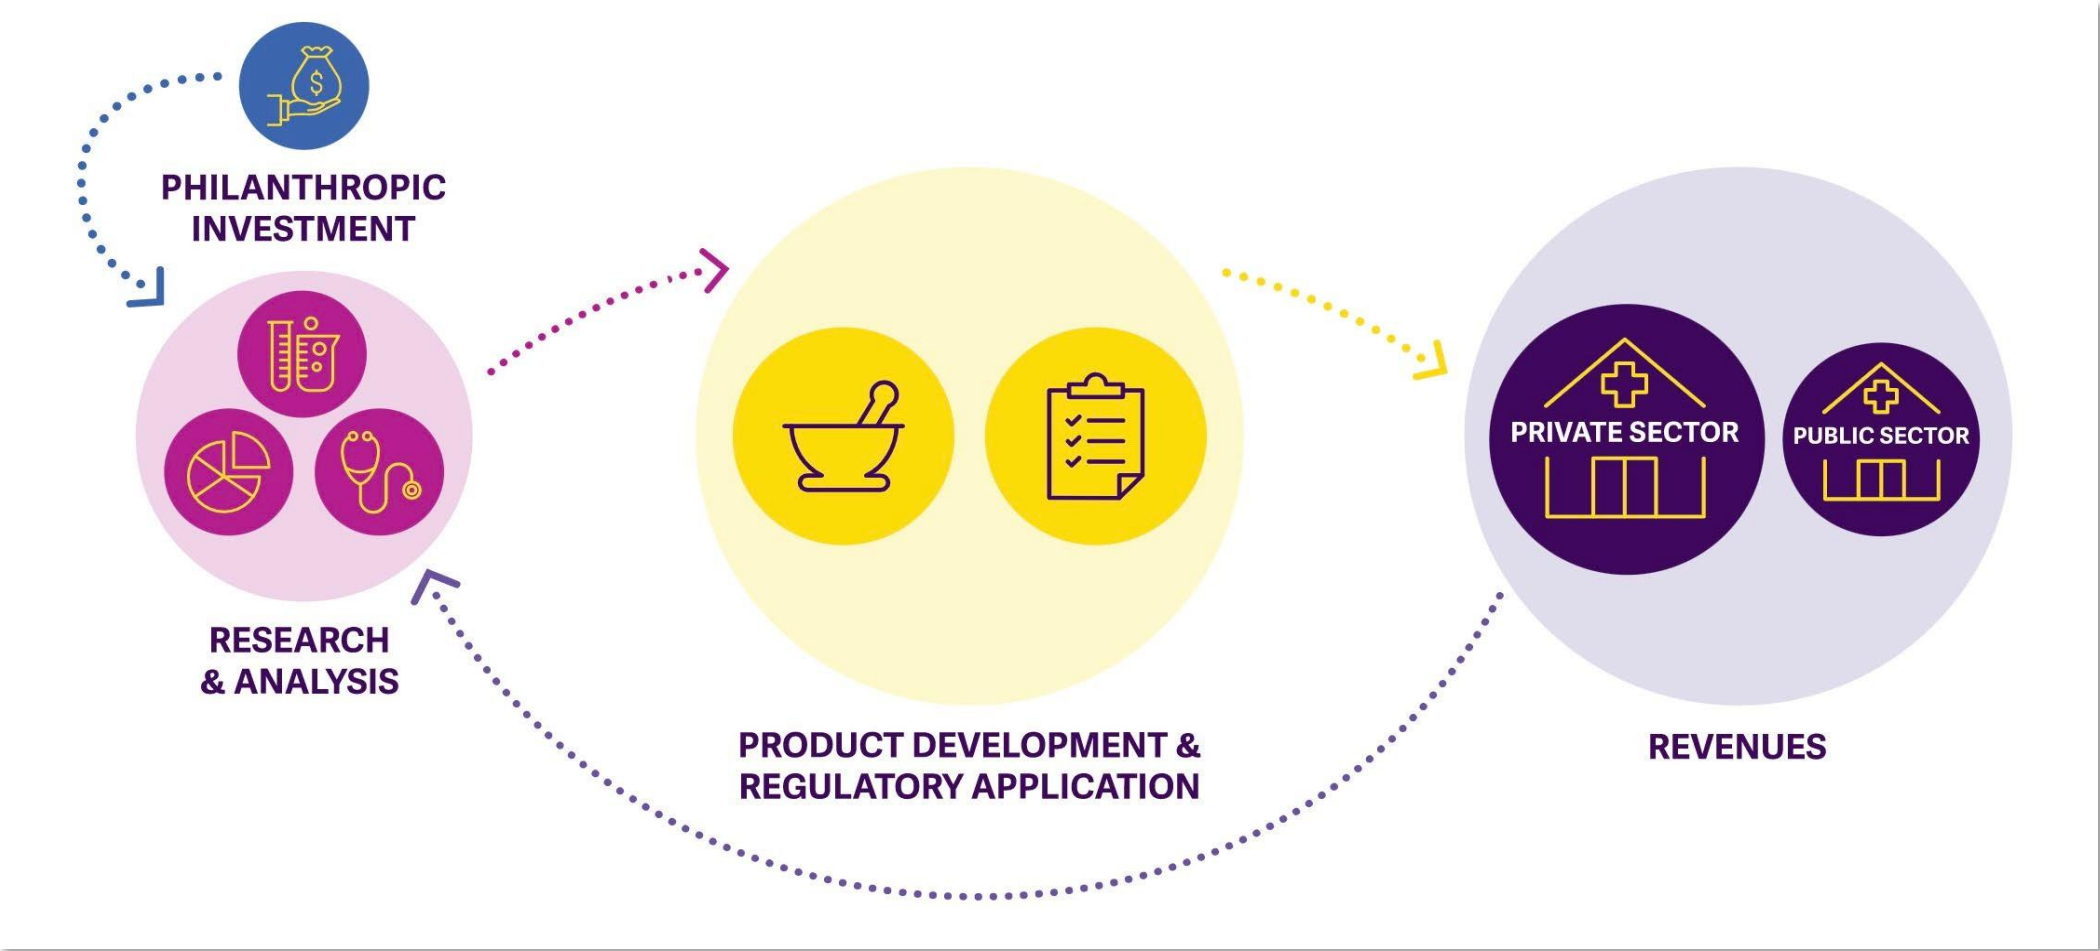 $
PHILANTHROPIC
INVESTMENT
RESEARCH
& ANALYSIS
PRODUCT DEVELOPMENT &
REGULATORY APPLICATION
PRIVATE SECTOR
PUBLIC SECTOR
REVENUES